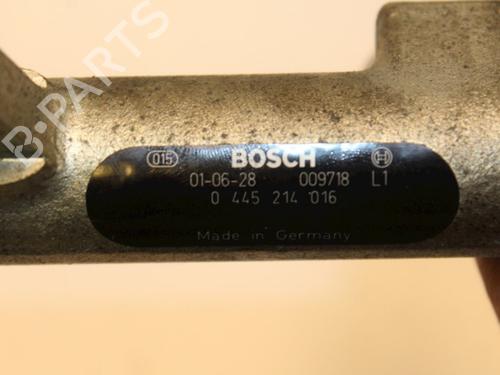 B-PARTS
015 BOSCH
01-06-28 009718 L1
0 445 214 016
Made in Germany